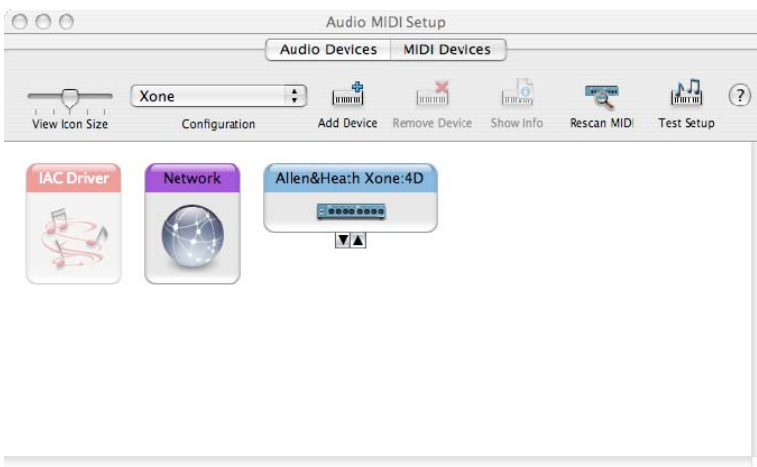 Audio MIDI Setup
Audio Devices MIDI Devices
Xone
View Icon Size Configuration Add Device Remove Device Show Info Rescan MIDI Test Setup ?
IAC Driver Network Allen&Heath Xone:4D